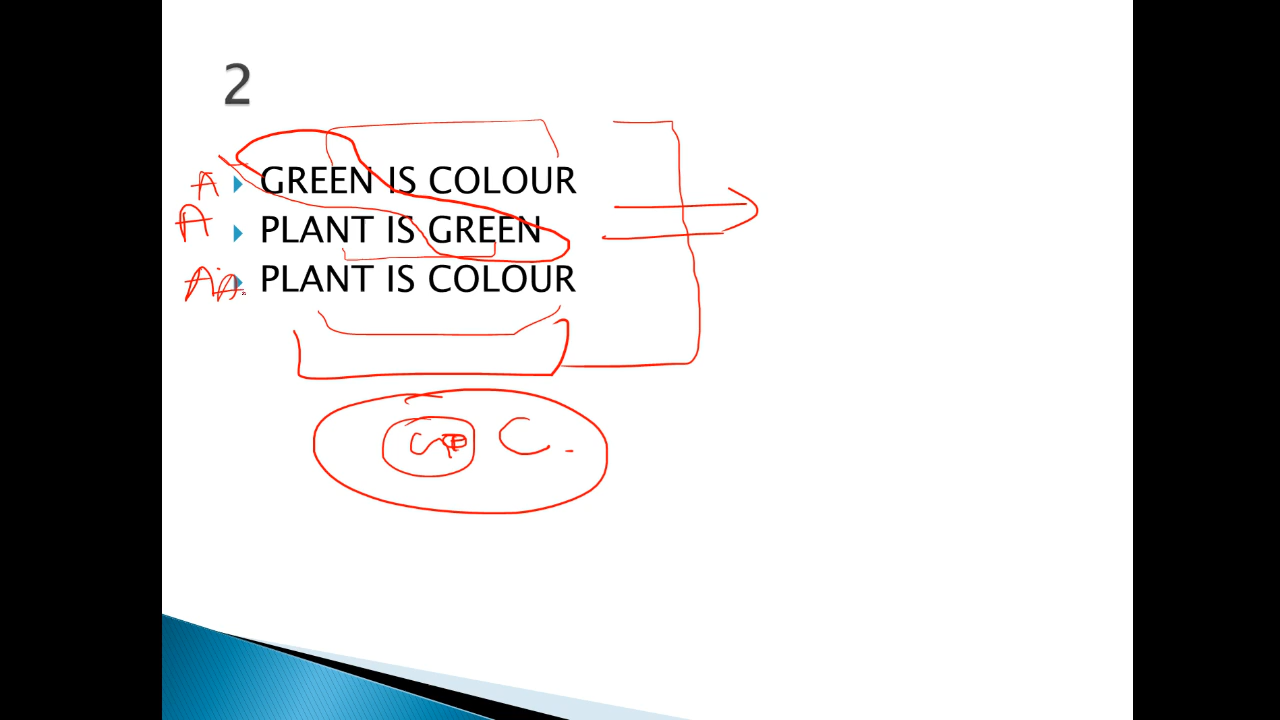 2
A GREEN IS COLOUR
A PLANT IS GREEN
PLANT IS COLOUR
C.